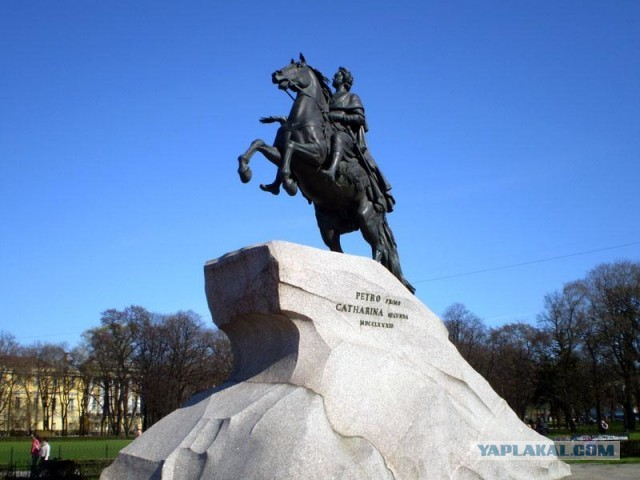 PETRO primo
CATHARINA secunda
MDCCLXXXII
YAPLAKAL.COM